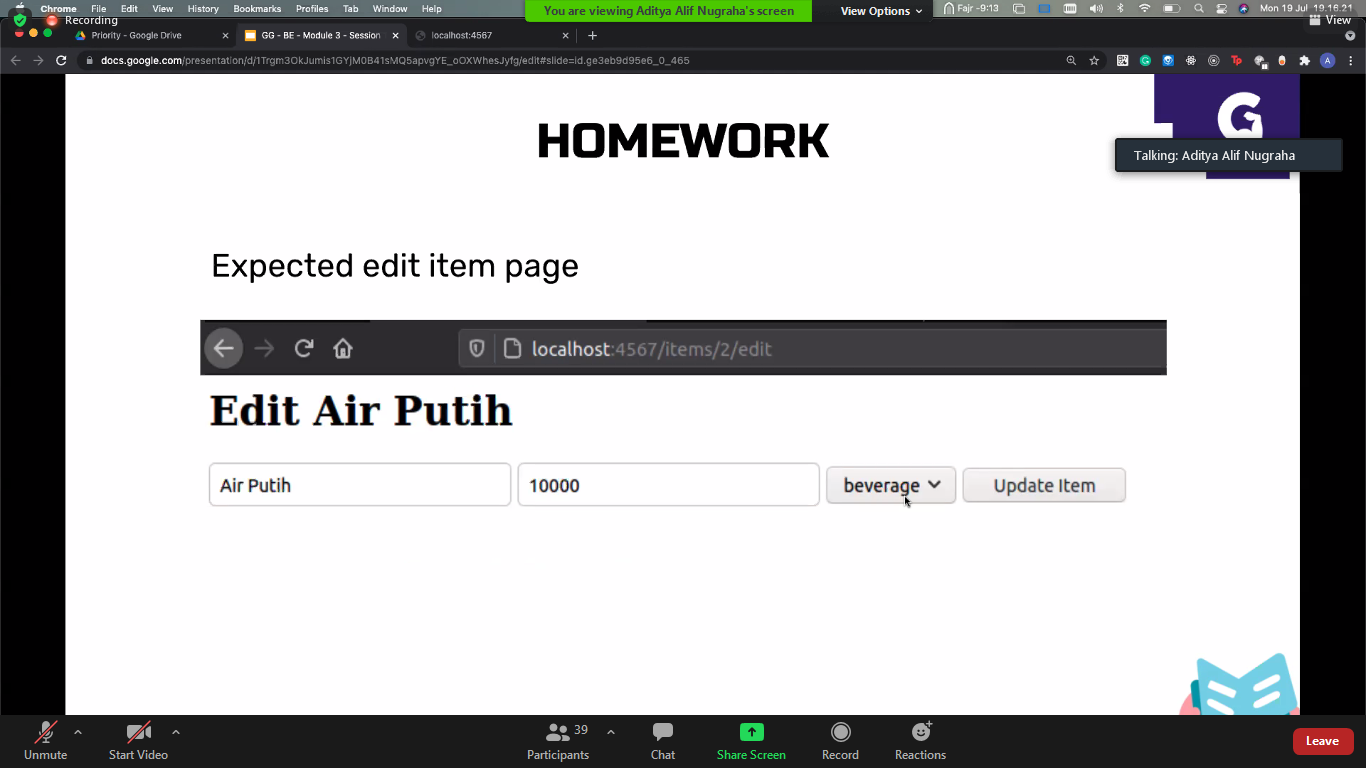 Chrome File Edit View History Bookmarks Profiles Tab Window Help
Recording
You are viewing Aditya Alif Nugraha's screen
View Options
Fajr -9:13
Mon 19 Jul 19.16.21
View
Priority - Google Drive
GG - BE - Module 3 - Session
localhost:4567
docs.google.com/presentation/d/1Trgm3OkJumis1GYjM0B41sMQ5apvgYE_oOXWhesJyfg/edit#slide=id.ge3eb9d95e6_0_465
A
G
HOMEWORK
Talking: Aditya Alif Nugraha
Expected edit item page
localhost:4567/items/2/edit
Edit Air Putih
Air Putih 10000 beverage Update Item
Unmute Start Video Participants 39 Chat Share Screen Record Reactions Leave